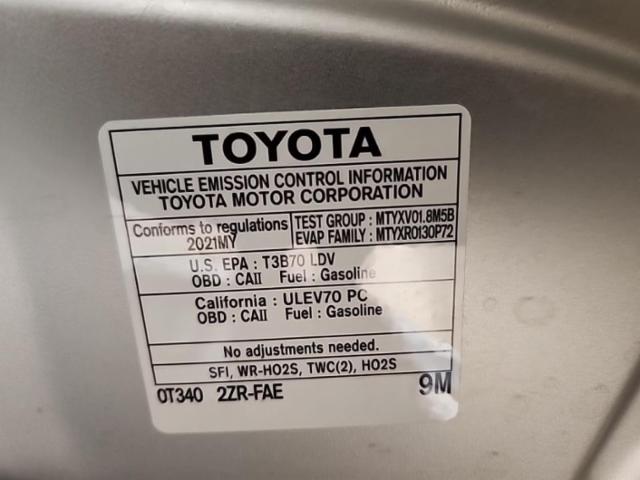 TOYOTA
VEHICLE EMISSION CONTROL INFORMATION
TOYOTA MOTOR CORPORATION
Conforms to regulations
2021MY
TEST GROUP : MTYXV01.8M5B
EVAP FAMILY : MTYXR0130P72
U.S. EPA : T3B70 LDV
OBD : CAII Fuel : Gasoline
California : ULEV70 PC
OBD : CAII Fuel : Gasoline
No adjustments needed.
SFI, WR-HO2S, TWC(2), HO2S
0T340 2ZR-FAE 9M